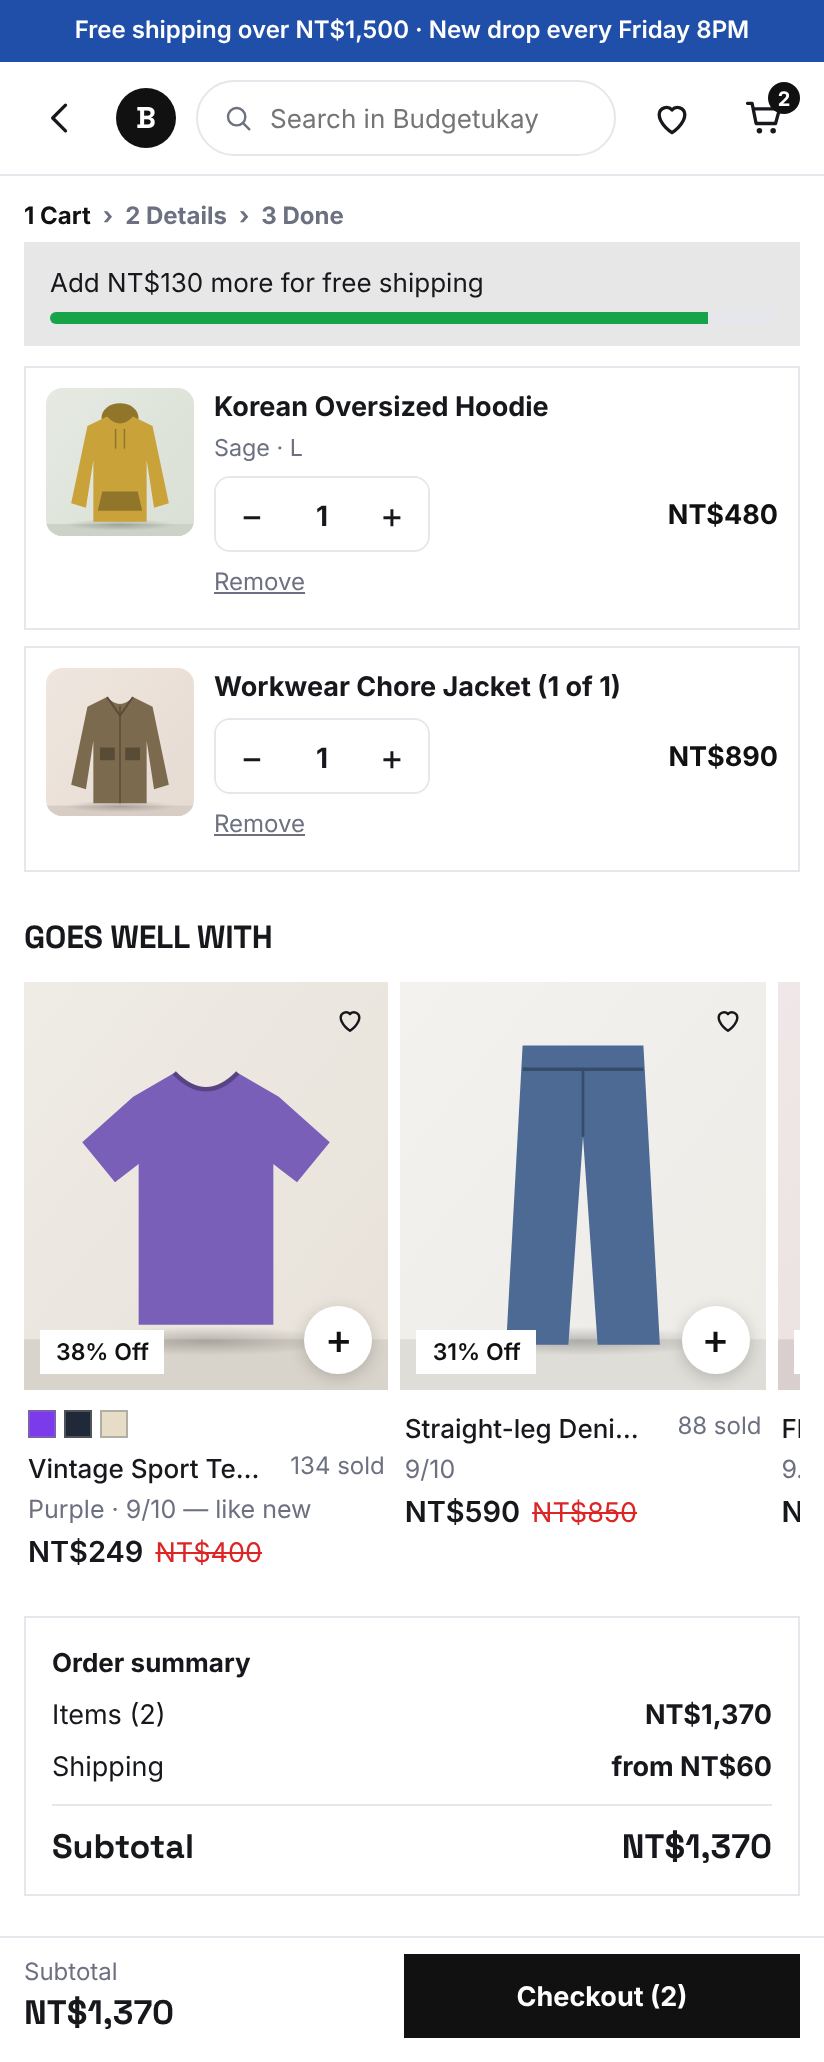 Free shipping over NT$1,500 · New drop every Friday 8PM
B
Search in Budgetukay
2
1 Cart › 2 Details › 3 Done
Add NT$130 more for free shipping
Korean Oversized Hoodie
Sage · L
− 1 +
NT$480
Remove
Workwear Chore Jacket (1 of 1)
− 1 +
NT$890
Remove
GOES WELL WITH
38% Off
+
31% Off
+
Vintage Sport Te... 134 sold
Purple · 9/10 — like new
NT$249 NT$400
Straight-leg Deni... 88 sold
9/10
NT$590 NT$850
Order summary
Items (2) NT$1,370
Shipping from NT$60
Subtotal NT$1,370
Subtotal
NT$1,370
Checkout (2)